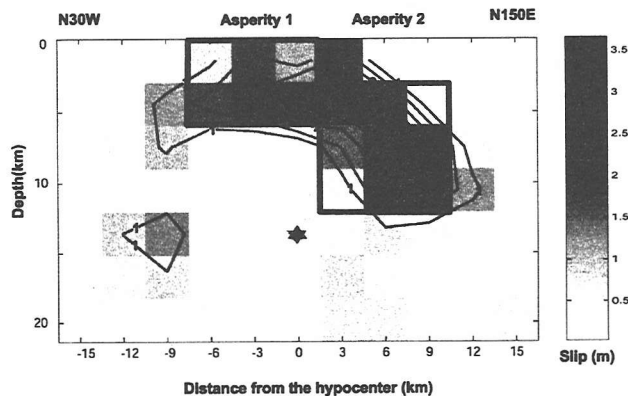 N30W Asperity 1 Asperity 2 N150E
0
10
20
Depth(km)
-15 -12 -9 -6 -3 0 3 6 9 12 15
Distance from the hypocenter (km)
3.5
3
2.5
2
1.5
1
0.5
Slip (m)